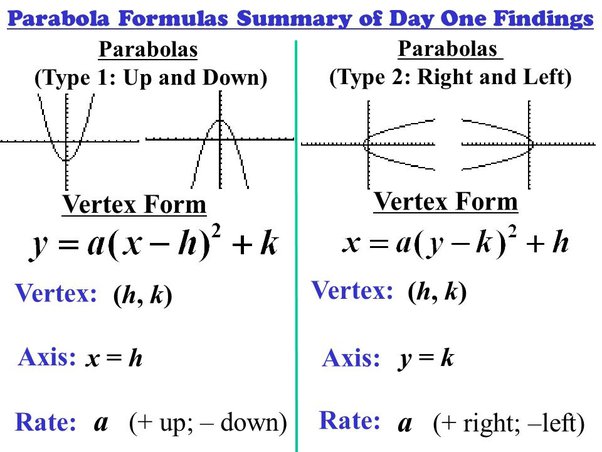 Parabola Formulas Summary of Day One Findings
Parabolas
(Type 1: Up and Down)
Vertex Form
y = a(x − h)² + k
Vertex: (h, k)
Axis: x = h
Rate: a (+ up; – down)
Parabolas
(Type 2: Right and Left)
Vertex Form
x = a(y − k)² + h
Vertex: (h, k)
Axis: y = k
Rate: a (+ right; –left)